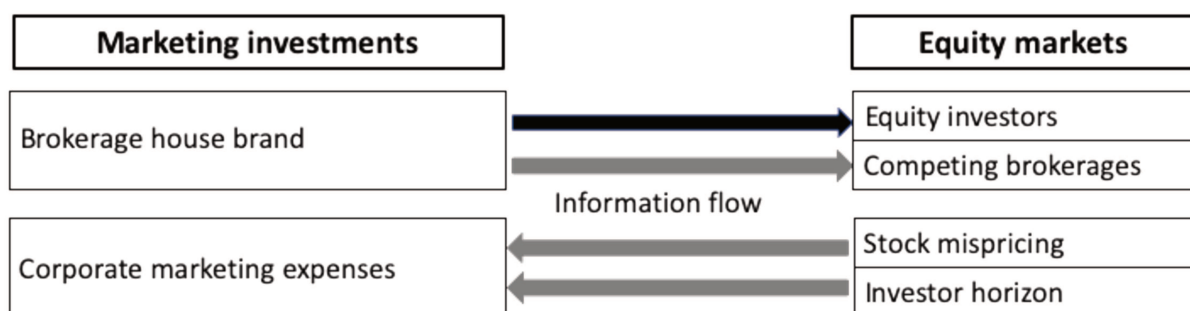 Marketing investments
Equity markets
Brokerage house brand
Equity investors
Competing brokerages
Information flow
Corporate marketing expenses
Stock mispricing
Investor horizon